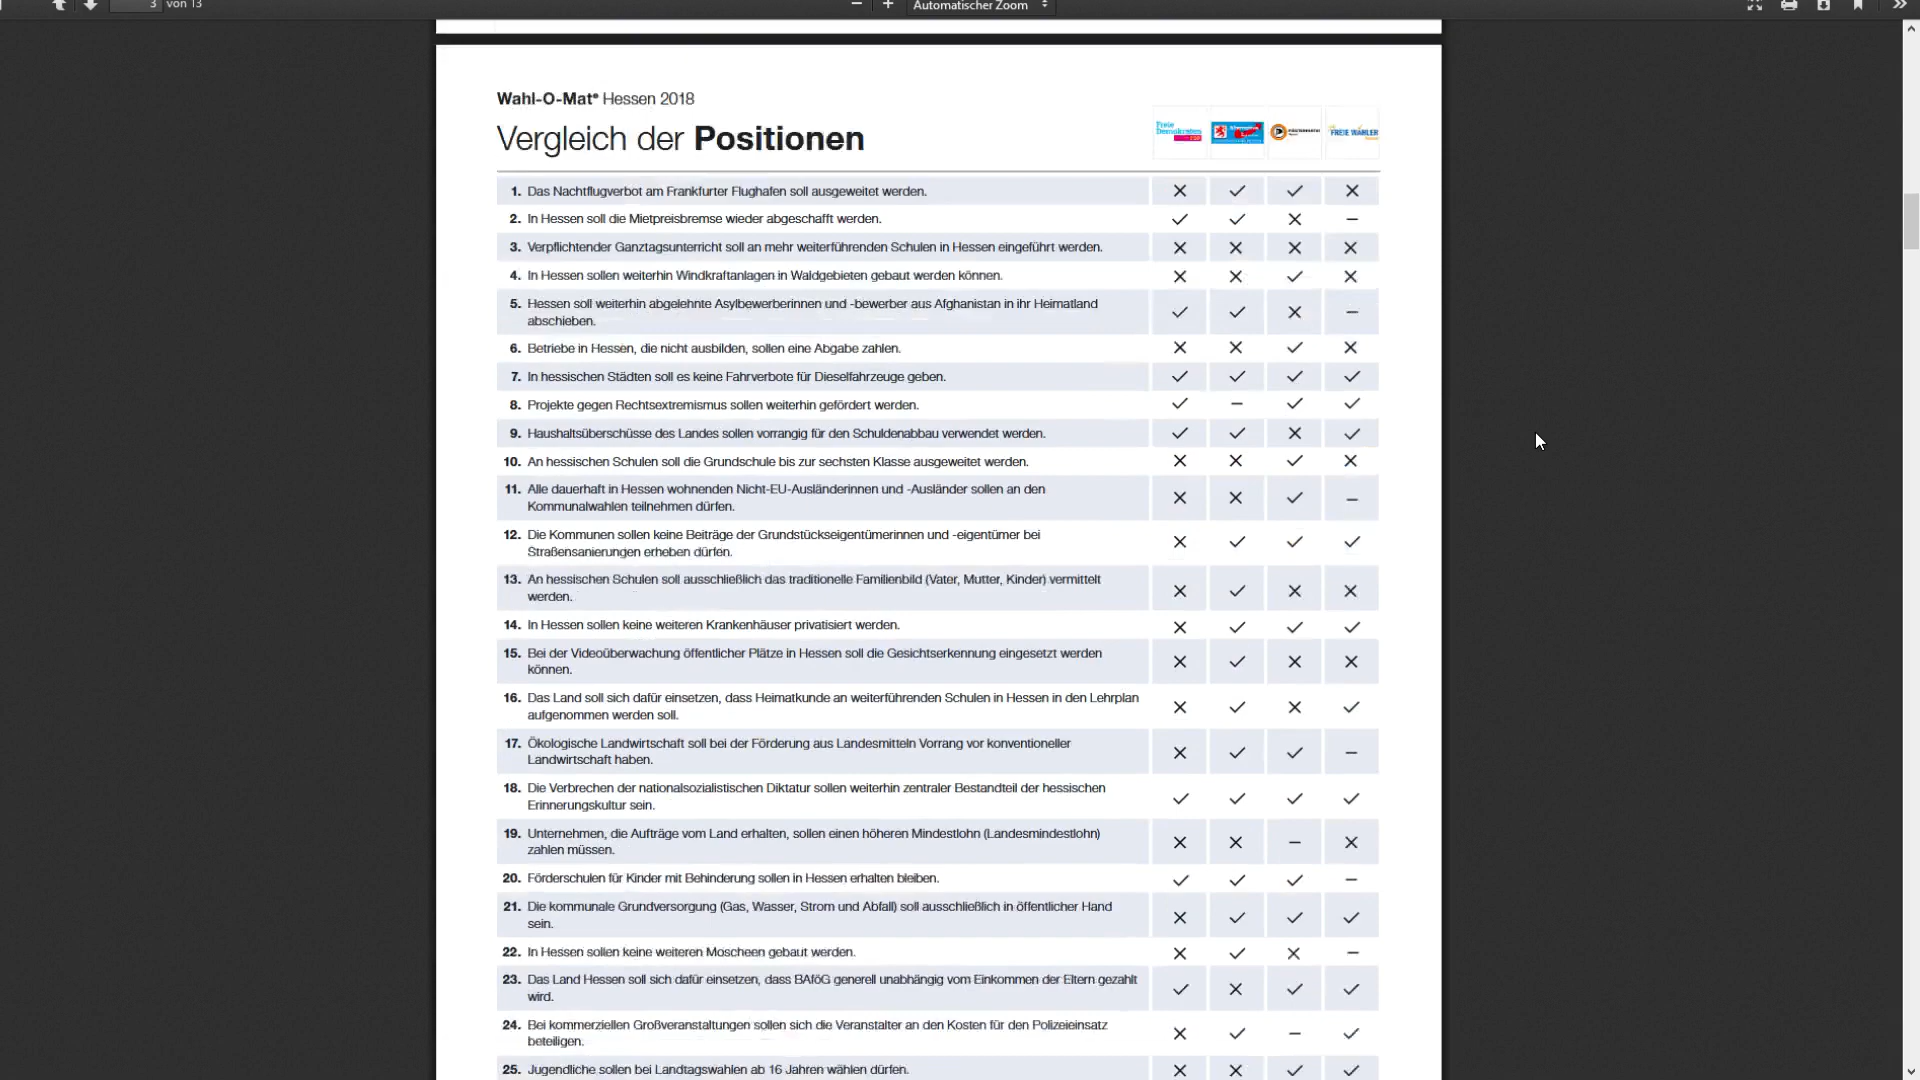 3 von 13
Automatischer Zoom
Wahl-O-Mat® Hessen 2018
Vergleich der Positionen
Freie
Demokraten
FDP
FREIE WÄHLER
1. Das Nachtflugverbot am Frankfurter Flughafen soll ausgeweitet werden.
2. In Hessen soll die Mietpreisbremse wieder abgeschafft werden.
3. Verpflichtender Ganztagsunterricht soll an mehr weiterführenden Schulen in Hessen eingeführt werden.
4. In Hessen sollen weiterhin Windkraftanlagen in Waldgebieten gebaut werden können.
5. Hessen soll weiterhin abgelehnte Asylbewerberinnen und -bewerber aus Afghanistan in ihr Heimatland
abschieben.
6. Betriebe in Hessen, die nicht ausbilden, sollen eine Abgabe zahlen.
7. In hessischen Städten soll es keine Fahrverbote für Dieselfahrzeuge geben.
8. Projekte gegen Rechtsextremismus sollen weiterhin gefördert werden.
9. Haushaltsüberschüsse des Landes sollen vorrangig für den Schuldenabbau verwendet werden.
10. An hessischen Schulen soll die Grundschule bis zur sechsten Klasse ausgeweitet werden.
11. Alle dauerhaft in Hessen wohnenden Nicht-EU-Ausländerinnen und -Ausländer sollen an den
Kommunalwahlen teilnehmen dürfen.
12. Die Kommunen sollen keine Beiträge der Grundstückseigentümerinnen und -eigentümer bei
Straßensanierungen erheben dürfen.
13. An hessischen Schulen soll ausschließlich das traditionelle Familienbild (Vater, Mutter, Kinder) vermittelt
werden.
14. In Hessen sollen keine weiteren Krankenhäuser privatisiert werden.
15. Bei der Videoüberwachung öffentlicher Plätze in Hessen soll die Gesichtserkennung eingesetzt werden
können.
16. Das Land soll sich dafür einsetzen, dass Heimatkunde an weiterführenden Schulen in Hessen in den Lehrplan
aufgenommen werden soll.
17. Ökologische Landwirtschaft soll bei der Förderung aus Landesmitteln Vorrang vor konventioneller
Landwirtschaft haben.
18. Die Verbrechen der nationalsozialistischen Diktatur sollen weiterhin zentraler Bestandteil der hessischen
Erinnerungskultur sein.
19. Unternehmen, die Aufträge vom Land erhalten, sollen einen höheren Mindestlohn (Landesmindestlohn)
zahlen müssen.
20. Förderschulen für Kinder mit Behinderung sollen in Hessen erhalten bleiben.
21. Die kommunale Grundversorgung (Gas, Wasser, Strom und Abfall) soll ausschließlich in öffentlicher Hand
sein.
22. In Hessen sollen keine weiteren Moscheen gebaut werden.
23. Das Land Hessen soll sich dafür einsetzen, dass BAföG generell unabhängig vom Einkommen der Eltern gezahlt
wird.
24. Bei kommerziellen Großveranstaltungen sollen sich die Veranstalter an den Kosten für den Polizeieinsatz
beteiligen.
25. Jugendliche sollen bei Landtagswahlen ab 16 Jahren wählen dürfen.